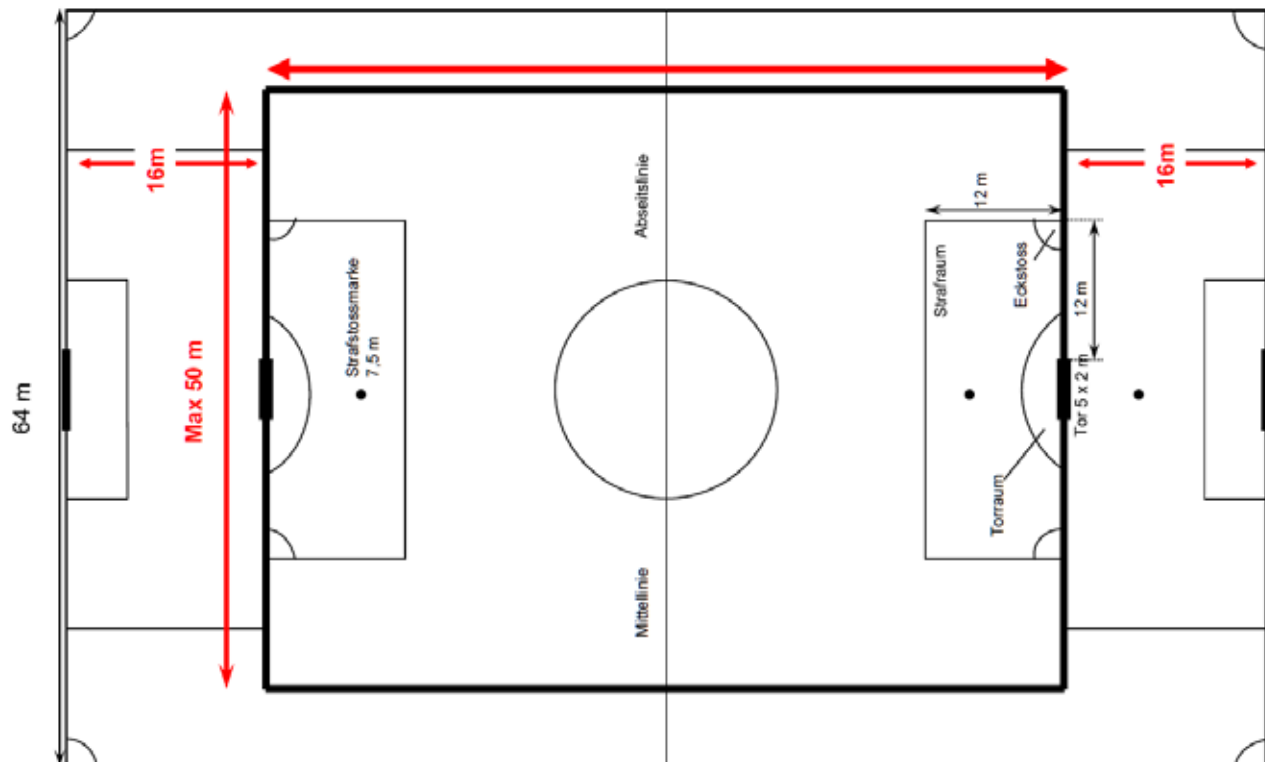 64 m
16m
Max 50 m
Strafstossmarke
7,5 m
Abseitslinie
Mittellinie
12 m
Strafraum
Eckstoss
12 m
Torraum
Tor 5 x 2 m
16m